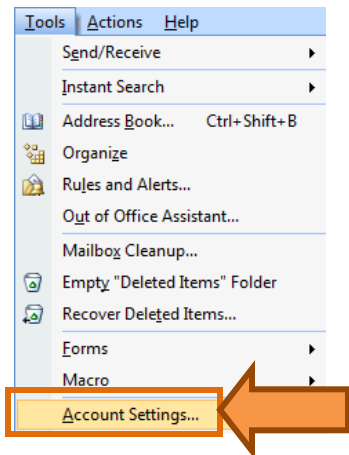 Tools Actions Help
Send/Receive
Instant Search
Address Book... Ctrl+Shift+B
Organize
Rules and Alerts...
Out of Office Assistant...
Mailbox Cleanup...
Empty "Deleted Items" Folder
Recover Deleted Items...
Forms
Macro
Account Settings...